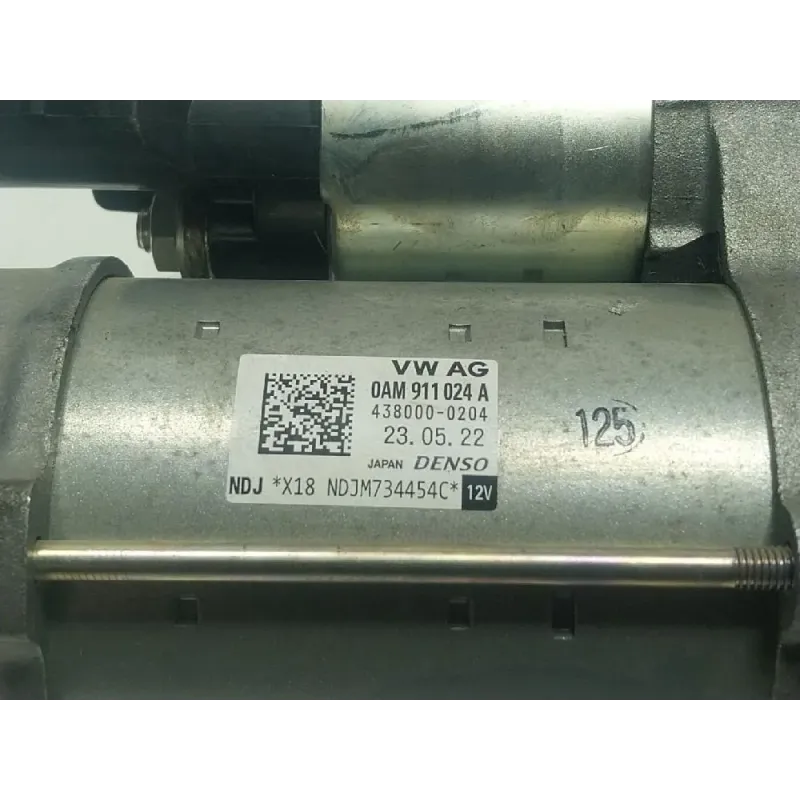 VW AG
0AM 911 024 A
438000-0204
23.05.22
JAPAN DENSO
NDJ *X18 NDJM734454C* 12V
125